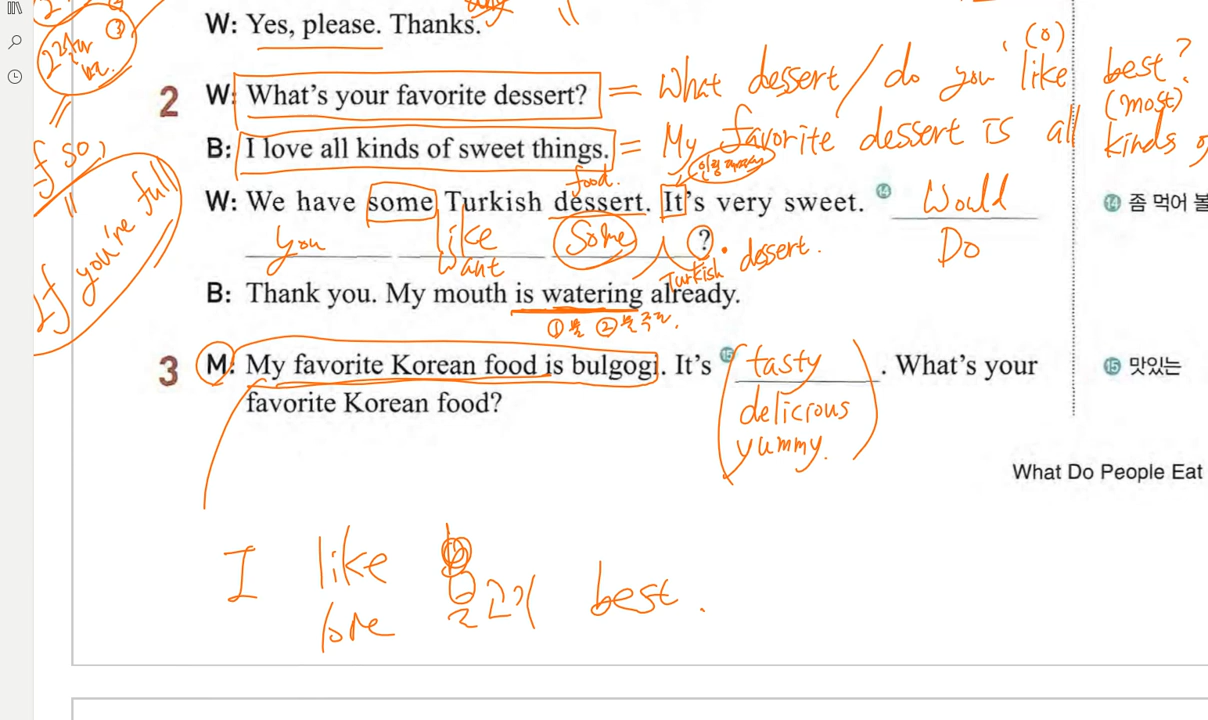 W: Yes, please. Thanks.
2 W: What's your favorite dessert? = What dessert / do you like best?
(o)
(most)
B: I love all kinds of sweet things. = My favorite dessert is all kinds
food.
W: We have some Turkish dessert. It's very sweet. ⑭ Would
Do
⑭ 좀 먹어 볼
you like some ? . dessert.
want Turkish
B: Thank you. My mouth is watering already.
① 물 ②
3 M: My favorite Korean food is bulgogi. It's ⑮ tasty . What's your
⑮ 맛있는
favorite Korean food?
delicious
yummy.
If so,
If you're full
What Do People Eat
I like 불고기 best.
love